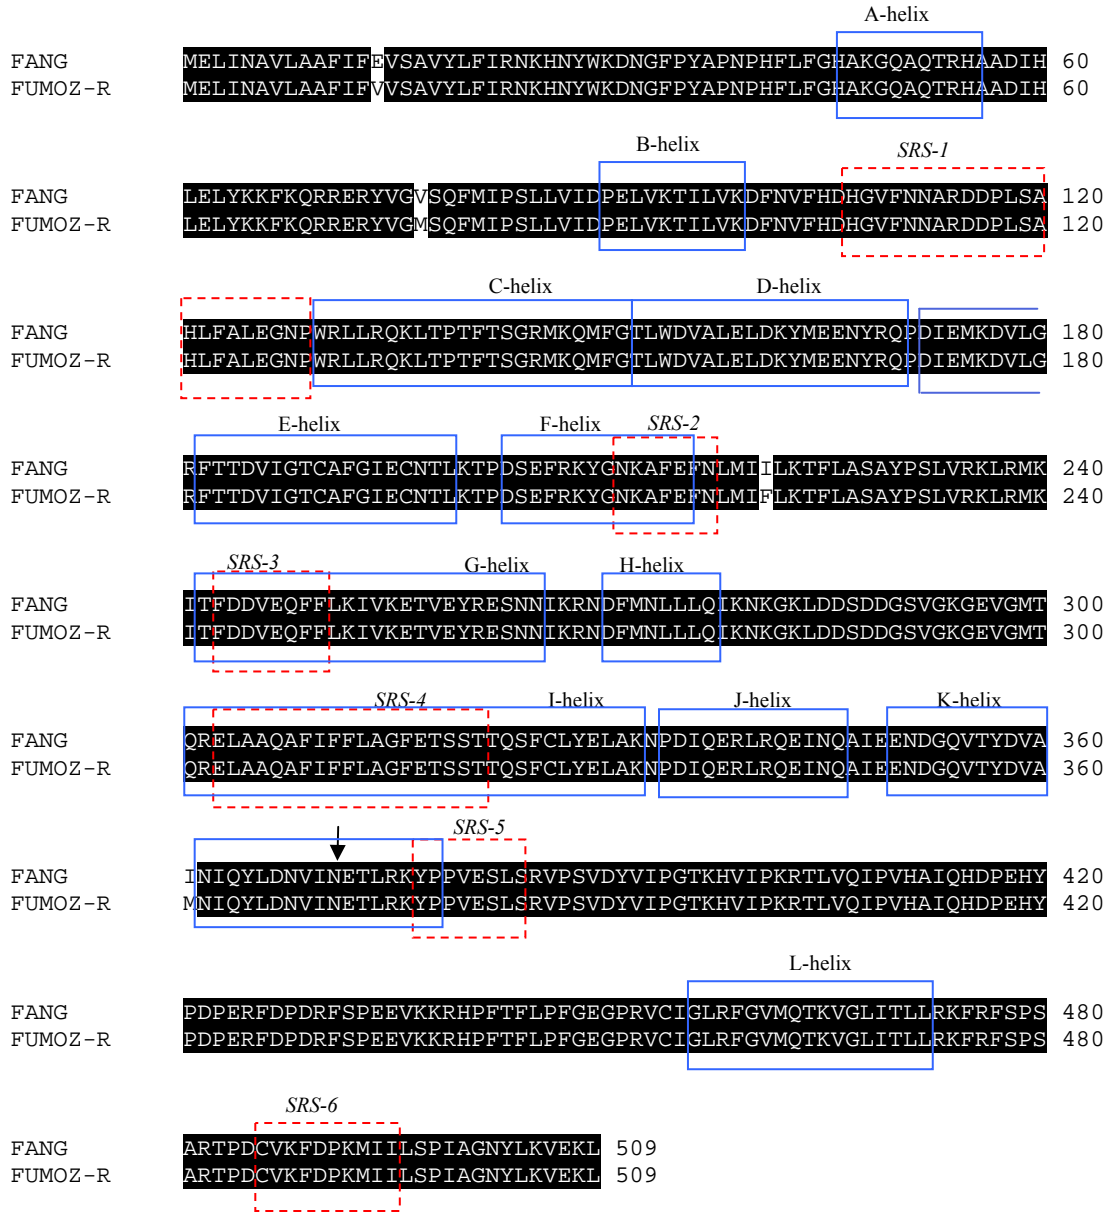 A-helix
FANG MELINAVLAAFIFEVSAVYLFIRNKHNYWKDNGFPYAPNPHFLFGHAKGQAQTRHAADIH 60
FUMOZ-R MELINAVLAAFIFVVSAVYLFIRNKHNYWKDNGFPYAPNPHFLFGHAKGQAQTRHAADIH 60
B-helix SRS-1
FANG LELYKKFKQRRERYVGVSQFMIPSLLVIDPELVKTILVKDFNVFHDHGVFNNARDDPLSA 120
FUMOZ-R LELYKKFKQRRERYVGMSQFMIPSLLVIDPELVKTILVKDFNVFHDHGVFNNARDDPLSA 120
C-helix D-helix
FANG HLFALEGNPWRLLRQKLTPTFTSGRMKQMFGTLWDVALELDKYMEENYRQPDIEMKDVLG 180
FUMOZ-R HLFALEGNPWRLLRQKLTPTFTSGRMKQMFGTLWDVALELDKYMEENYRQPDIEMKDVLG 180
E-helix F-helix SRS-2
FANG RFTTDVIGTCAFGIECNTLKTPDSEFRKYGNKAFEFNLMIILKTFLASAYPSLVRKLRMK 240
FUMOZ-R RFTTDVIGTCAFGIECNTLKTPDSEFRKYGNKAFEFNLMIFLKTFLASAYPSLVRKLRMK 240
SRS-3 G-helix H-helix
FANG ITFDDVEQFFLKIVKETVEYRESNNIKRNDFMNLLLQIKNKGKLDDSDDGSVGKGEVGMT 300
FUMOZ-R ITFDDVEQFFLKIVKETVEYRESNNIKRNDFMNLLLQIKNKGKLDDSDDGSVGKGEVGMT 300
SRS-4 I-helix J-helix K-helix
FANG QRELAAQAFIFFLAGFETSSTTQSFCLYELAKNPDIQERLRQEINQAIEENDGQVTYDVA 360
FUMOZ-R QRELAAQAFIFFLAGFETSSTTQSFCLYELAKNPDIQERLRQEINQAIEENDGQVTYDVA 360
SRS-5
FANG INIQYLDNVINETLRKYPPVESLSRVPSVDYVIPGTKHVIPKRTLVQIPVHAIQHDPEHY 420
FUMOZ-R MNIQYLDNVINETLRKYPPVESLSRVPSVDYVIPGTKHVIPKRTLVQIPVHAIQHDPEHY 420
L-helix
FANG PDPERFDPDRFSPEEVKKRHPFTFLPFGEGPRVCIGLRFGVMQTKVGLITLLRKFRFSPS 480
FUMOZ-R PDPERFDPDRFSPEEVKKRHPFTFLPFGEGPRVCIGLRFGVMQTKVGLITLLRKFRFSPS 480
SRS-6
FANG ARTPDCVKFDPKMIILSPIAGNYLKVEKL 509
FUMOZ-R ARTPDCVKFDPKMIILSPIAGNYLKVEKL 509